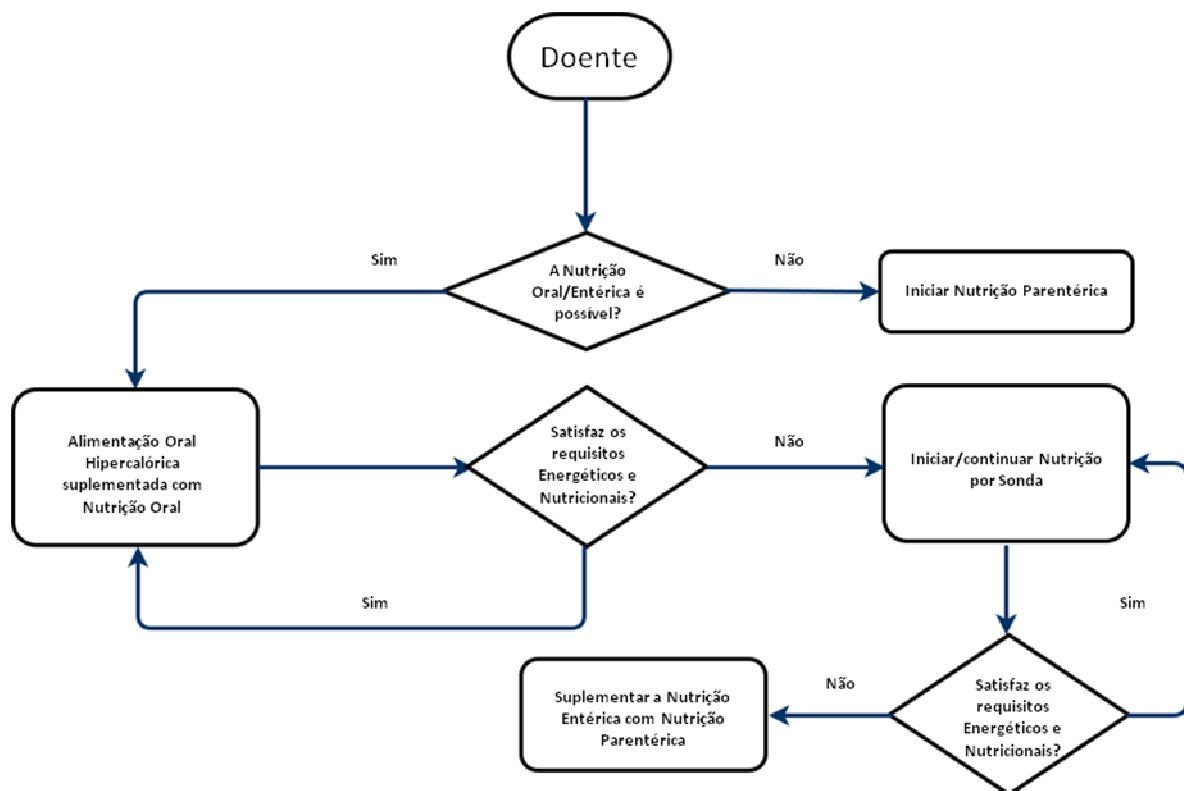 Doente
Sim
A Nutrição
Oral/Entérica é
possível?
Não
Iniciar Nutrição Parentérica
Alimentação Oral
Hipercalórica
suplementada com
Nutrição Oral
Satisfaz os
requisitos
Energéticos e
Nutricionais?
Não
Iniciar/continuar Nutrição
por Sonda
Sim
Sim
Suplementar a Nutrição
Entérica com Nutrição
Parentérica
Não
Satisfaz os
requisitos
Energéticos e
Nutricionais?